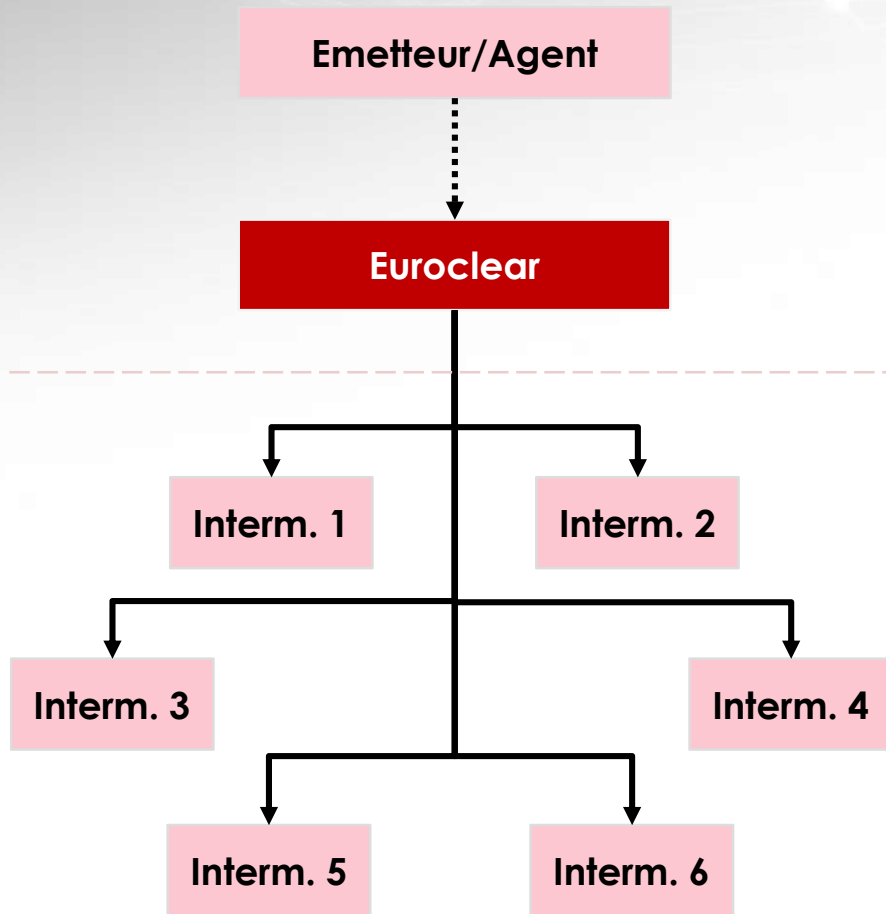 Emetteur/Agent
Euroclear
Interm. 1
Interm. 2
Interm. 3
Interm. 4
Interm. 5
Interm. 6